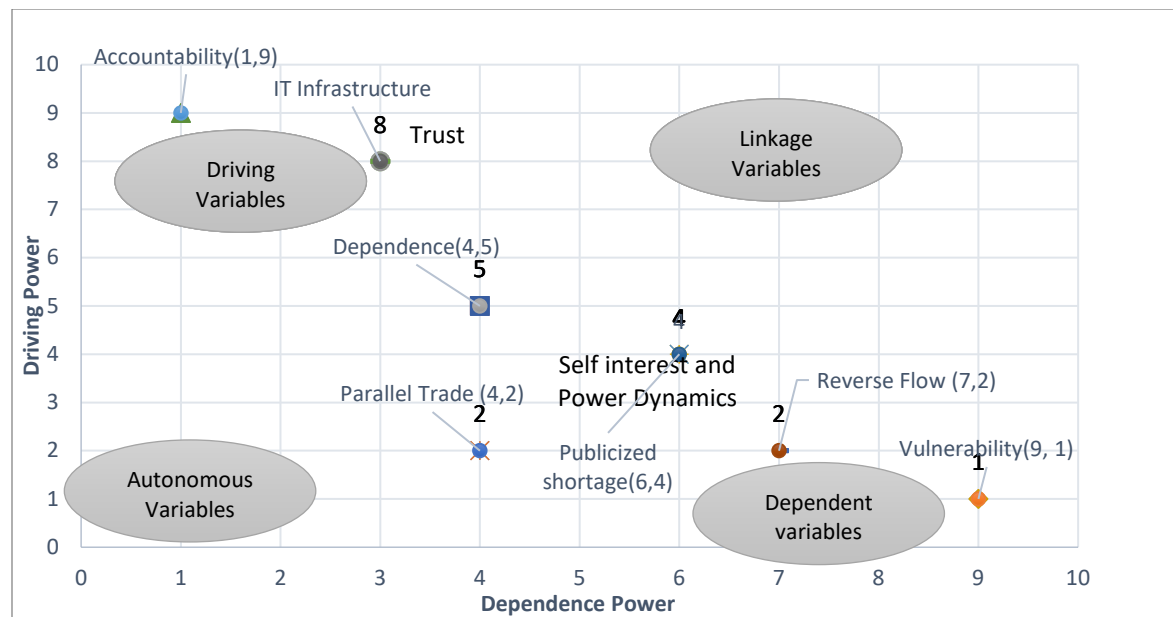 Accountability(1,9)
IT Infrastructure
8
Trust
Driving
Variables
Linkage
Variables
Dependence(4,5)
5
4
4
Self interest and
Power Dynamics
Reverse Flow (7,2)
Parallel Trade (4,2)
2
2
Publicized
shortage(6,4)
Vulnerability(9, 1)
1
Autonomous
Variables
Dependent
variables
Driving Power
10
9
8
7
6
5
4
3
2
1
0
0 1 2 3 4 5 6 7 8 9 10
Dependence Power